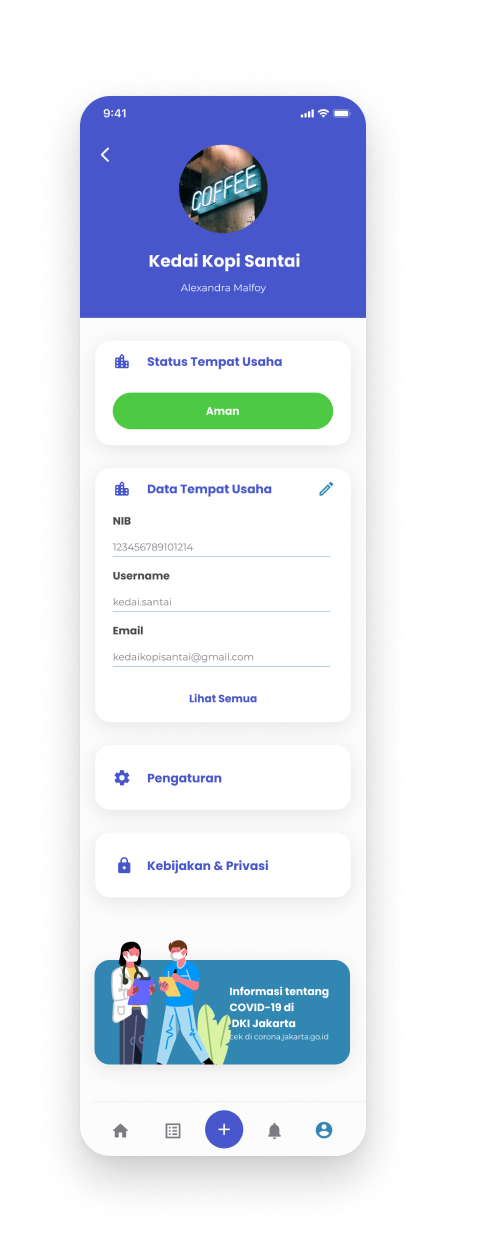 9:41
COFFEE
Kedai Kopi Santai
Alexandra Malfoy
Status Tempat Usaha
Aman
Data Tempat Usaha
NIB
123456789101214
Username
kedai.santai
Email
kedaikopisantai@gmail.com
Lihat Semua
Pengaturan
Kebijakan & Privasi
Informasi tentang
COVID-19 di
DKI Jakarta
cek di corona.jakarta.go.id